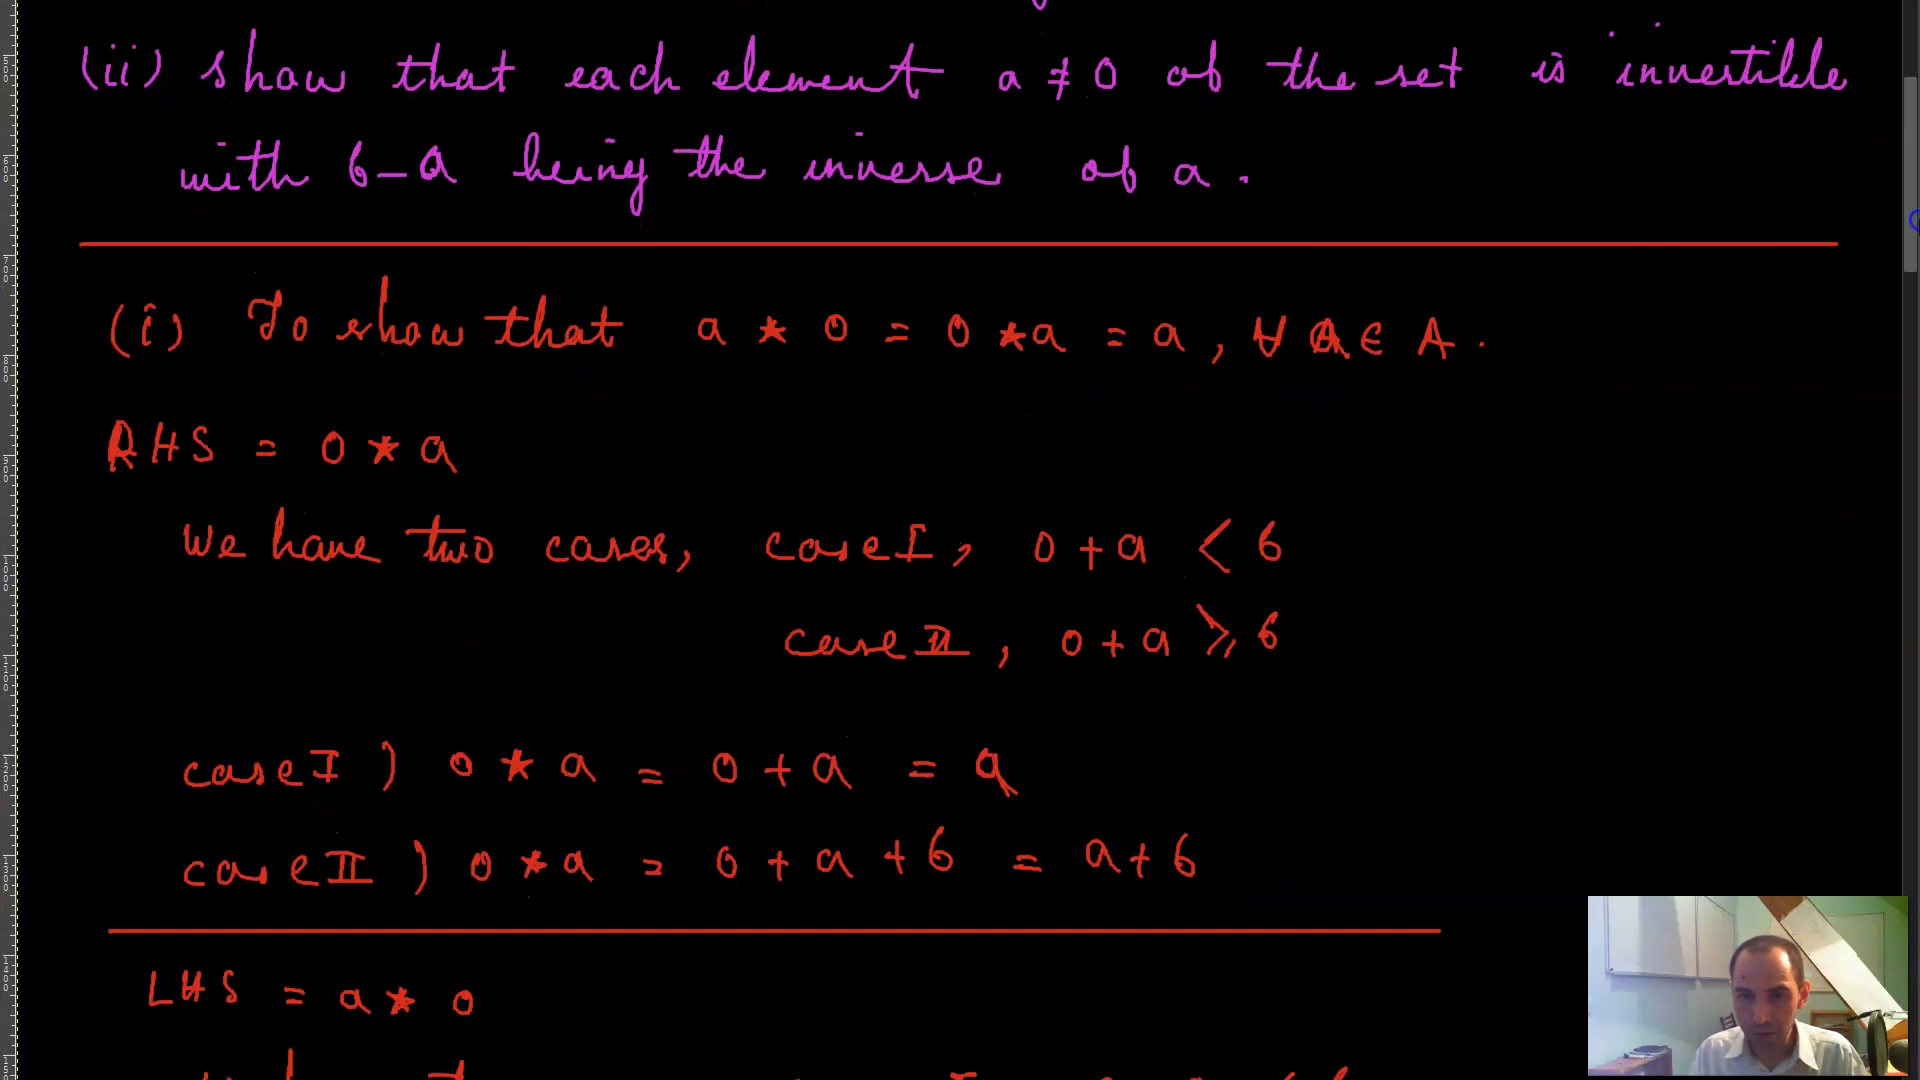 (ii) show that each element a ≠ 0 of the set is invertible
with 6 - a being the inverse of a.
(i) To show that a ★ 0 = 0 ★ a = a, ∀ a ∈ A.
RHS = 0 ★ a
We have two cases, case I, 0 + a < 6
case II, 0 + a ⩾ 6
case I) 0 ★ a = 0 + a = a
case II) 0 ★ a = 0 + a + 6 = a + 6
LHS = a ★ 0